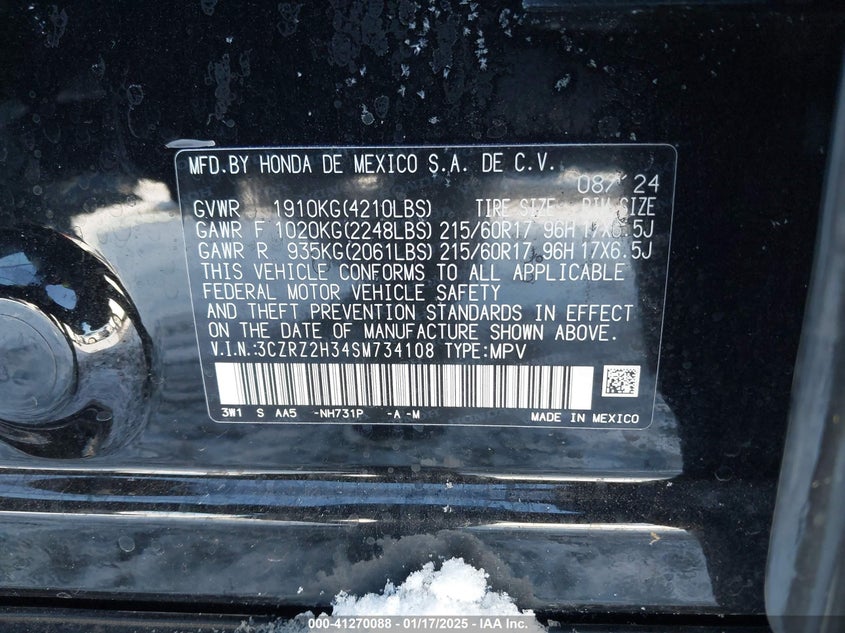 MFD.BY HONDA DE MEXICO S.A. DE C.V.
08/'24
GVWR 1910KG(4210LBS) TIRE SIZE RIM SIZE
GAWR F 1020KG(2248LBS) 215/60R17 96H 17X6.5J
GAWR R 935KG(2061LBS) 215/60R17 96H 17X6.5J
THIS VEHICLE CONFORMS TO ALL APPLICABLE
FEDERAL MOTOR VEHICLE SAFETY
AND THEFT PREVENTION STANDARDS IN EFFECT
ON THE DATE OF MANUFACTURE SHOWN ABOVE.
V.I.N.:3CZRZ2H34SM734108 TYPE:MPV
3W1 S AA5 -NH731P -A -M MADE IN MEXICO
000-41270088 - 01/17/2025 - IAA Inc.